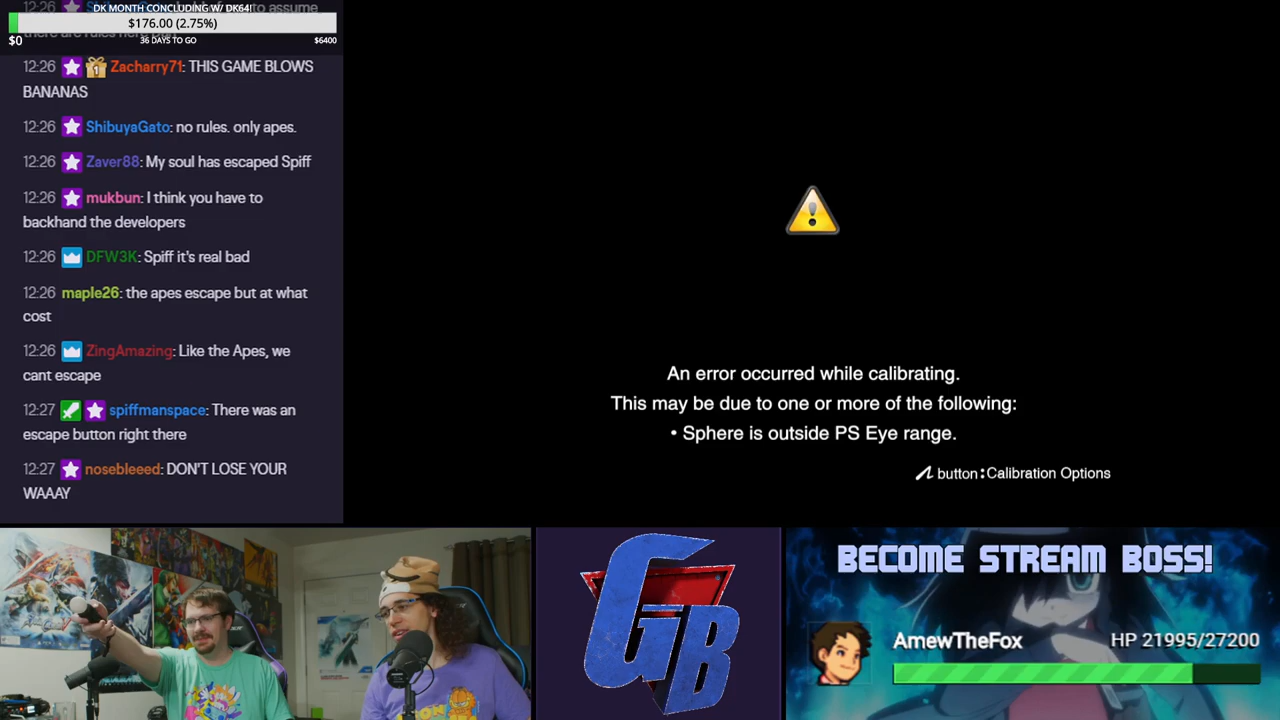 DK MONTH CONCLUDING W/ DK64!
$176.00 (2.75%)
$0 36 DAYS TO GO $6400
12:26 Zacharry71: THIS GAME BLOWS
BANANAS
12:26 ShibuyaGato: no rules. only apes.
12:26 Zaver88: My soul has escaped Spiff
12:26 mukbun: I think you have to
backhand the developers
12:26 DFW3K: Spiff it's real bad
12:26 maple26: the apes escape but at what
cost
12:26 ZingAmazing: Like the Apes, we
cant escape
12:27 spiffmanspace: There was an
escape button right there
12:27 nosebleeed: DON'T LOSE YOUR
WAAAY
An error occurred while calibrating.
This may be due to one or more of the following:
• Sphere is outside PS Eye range.
button:Calibration Options
GB
BECOME STREAM BOSS!
AmewTheFox HP 21995/27200